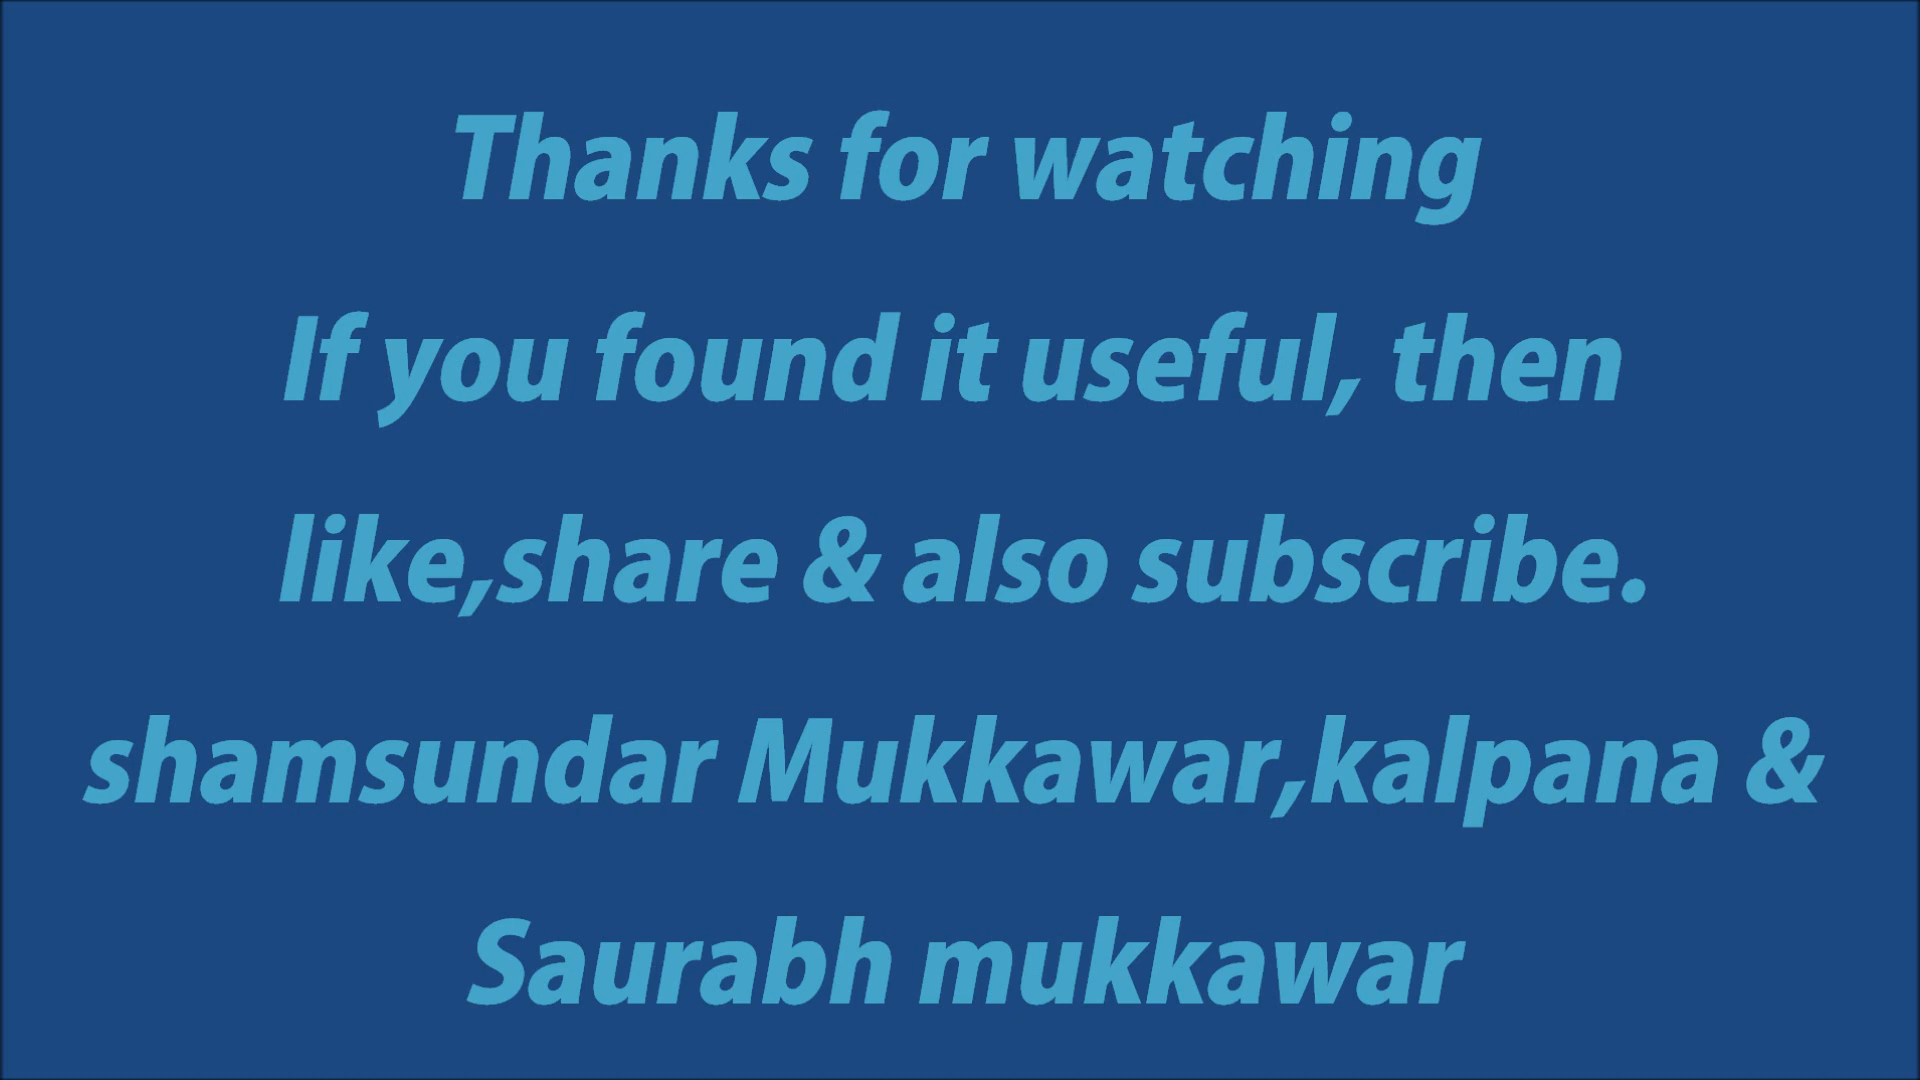 Thanks for watching
If you found it useful, then
like,share & also subscribe.
shamsundar Mukkawar,kalpana &
Saurabh mukkawar